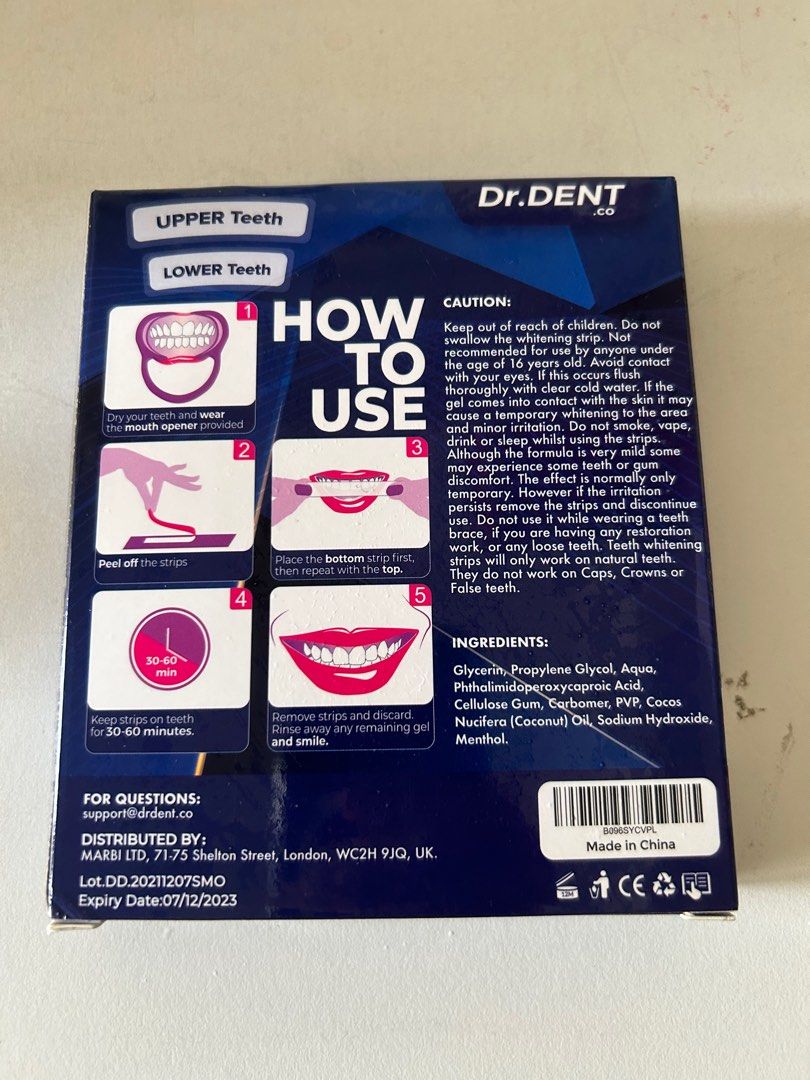 Dr.DENT
.CO
UPPER Teeth
LOWER Teeth
HOW
TO
USE
1
Dry your teeth and wear
the mouth opener provided
2
Peel off the strips
3
Place the bottom strip first,
then repeat with the top.
4
30-60
min
Keep strips on teeth
for 30-60 minutes.
5
Remove strips and discard.
Rinse away any remaining gel
and smile.
CAUTION:
Keep out of reach of children. Do not
swallow the whitening strip. Not
recommended for use by anyone under
the age of 16 years old. Avoid contact
with your eyes. If this occurs flush
thoroughly with clear cold water. If the
gel comes into contact with the skin it may
cause a temporary whitening to the area
and minor irritation. Do not smoke, vape,
drink or sleep whilst using the strips.
Although the formula is very mild some
may experience some teeth or gum
discomfort. The effect is normally only
temporary. However if the irritation
persists remove the strips and discontinue
use. Do not use it while wearing a teeth
brace, if you are having any restoration
work, or any loose teeth. Teeth whitening
strips will only work on natural teeth.
They do not work on Caps, Crowns or
False teeth.
INGREDIENTS:
Glycerin, Propylene Glycol, Aqua,
Phthalimidoperoxycaproic Acid,
Cellulose Gum, Carbomer, PVP, Cocos
Nucifera (Coconut) Oil, Sodium Hydroxide,
Menthol.
FOR QUESTIONS:
support@drdent.co
DISTRIBUTED BY:
MARBI LTD, 71-75 Shelton Street, London, WC2H 9JQ, UK.
Lot.DD.20211207SMO
Expiry Date:07/12/2023
B096SYCVPL
Made in China
12M
CE